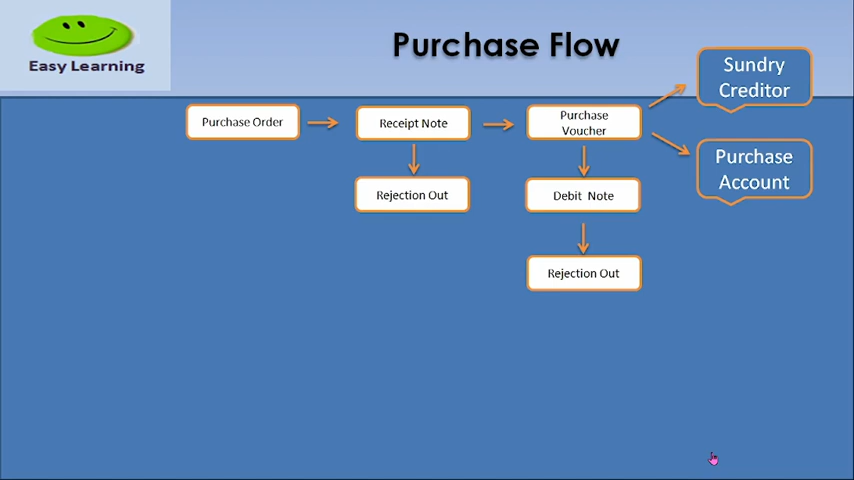 Easy Learning
Purchase Flow
Sundry
Creditor
Purchase Order
Receipt Note
Purchase
Voucher
Purchase
Account
Rejection Out
Debit Note
Rejection Out